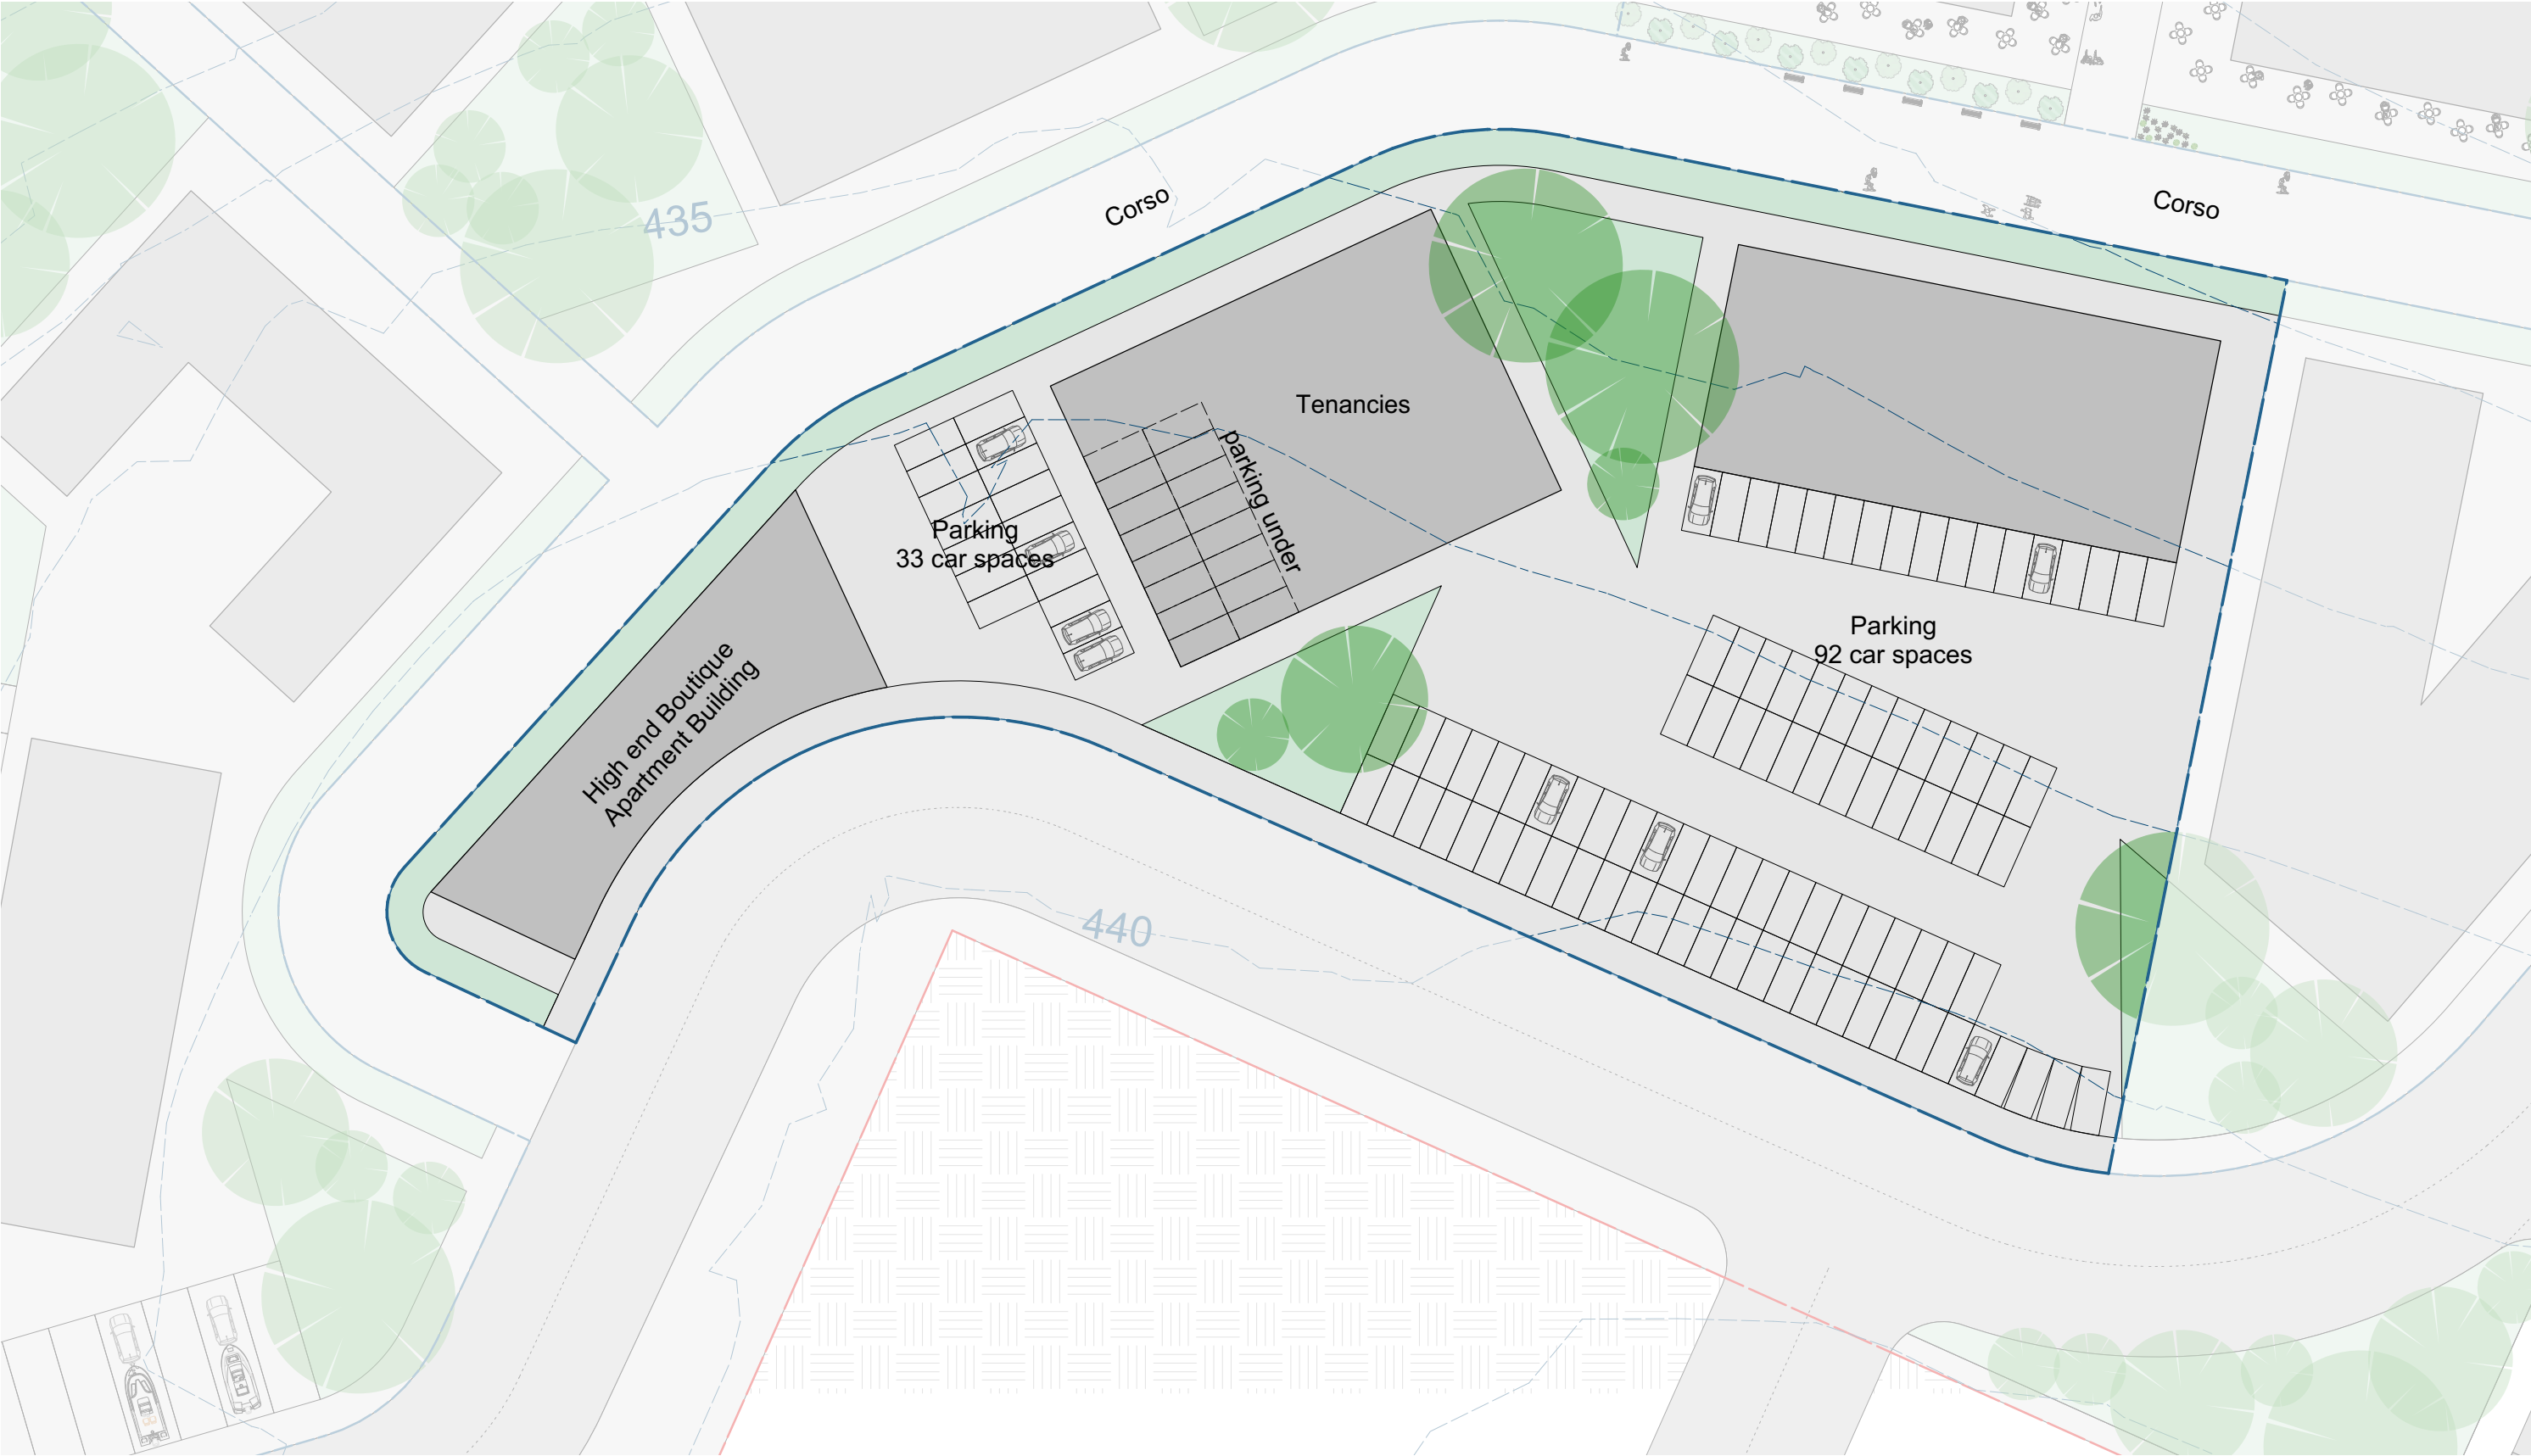 435
Corso
Corso
Tenancies
parking under
Parking
33 car spaces
Parking
92 car spaces
High end Boutique
Apartment Building
440